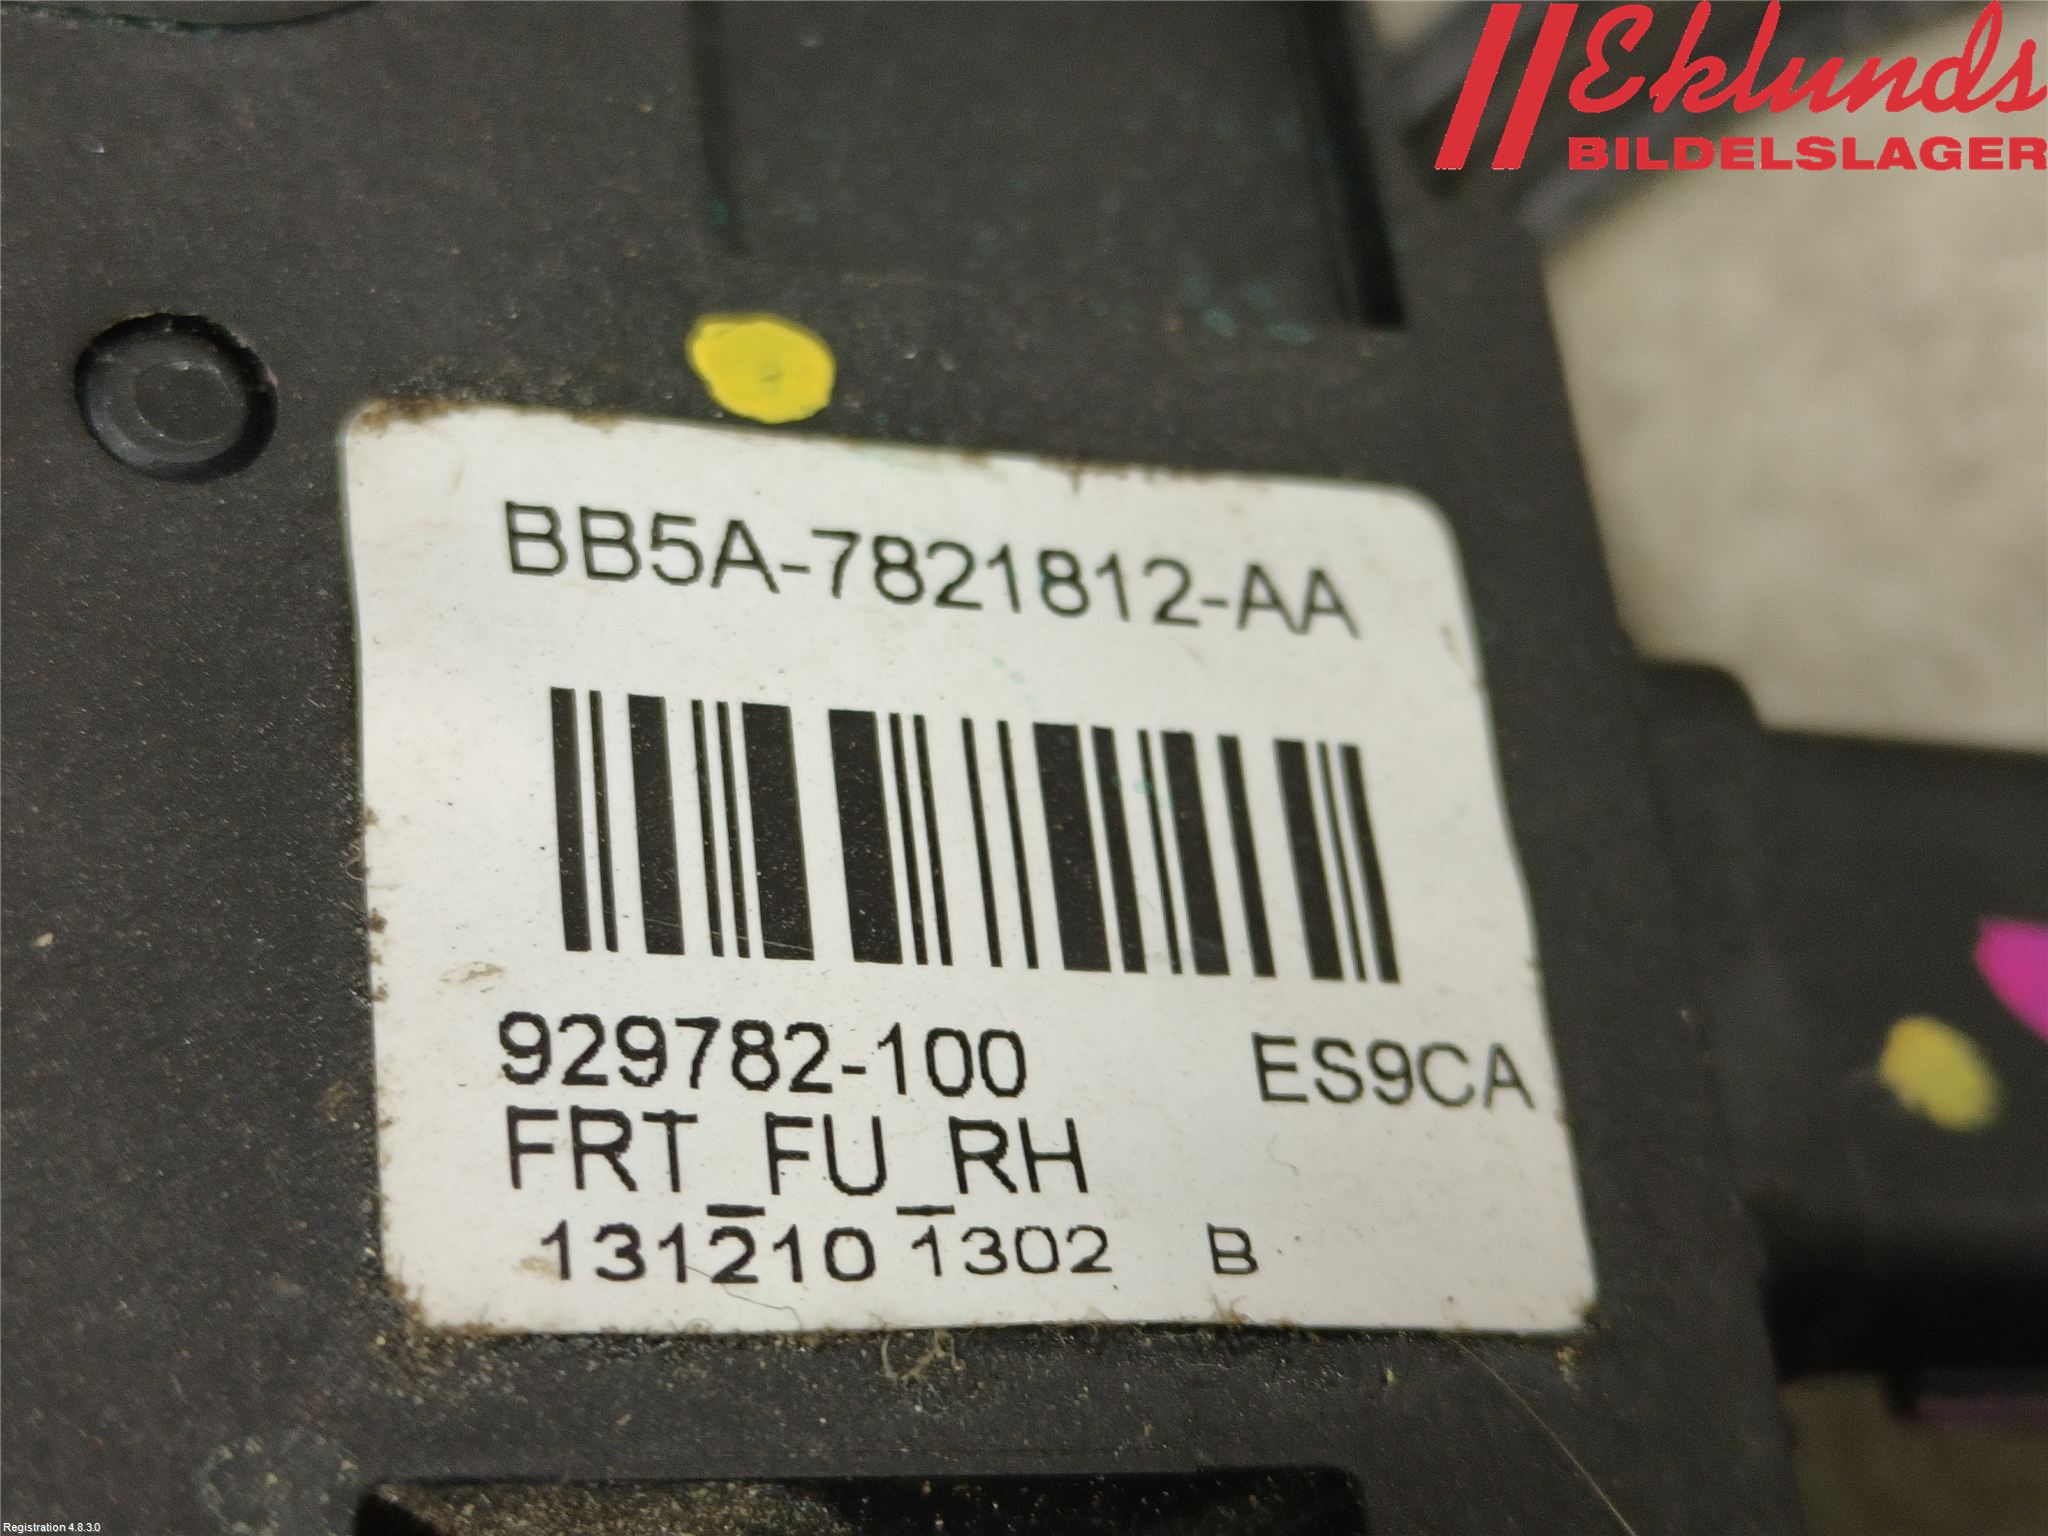 Eklunds
BILDELSLAGER
BB5A-7821812-AA
929782-100 ES9CA
FRT_FU_RH
131210 1302 B
Registration 4.8.3.0